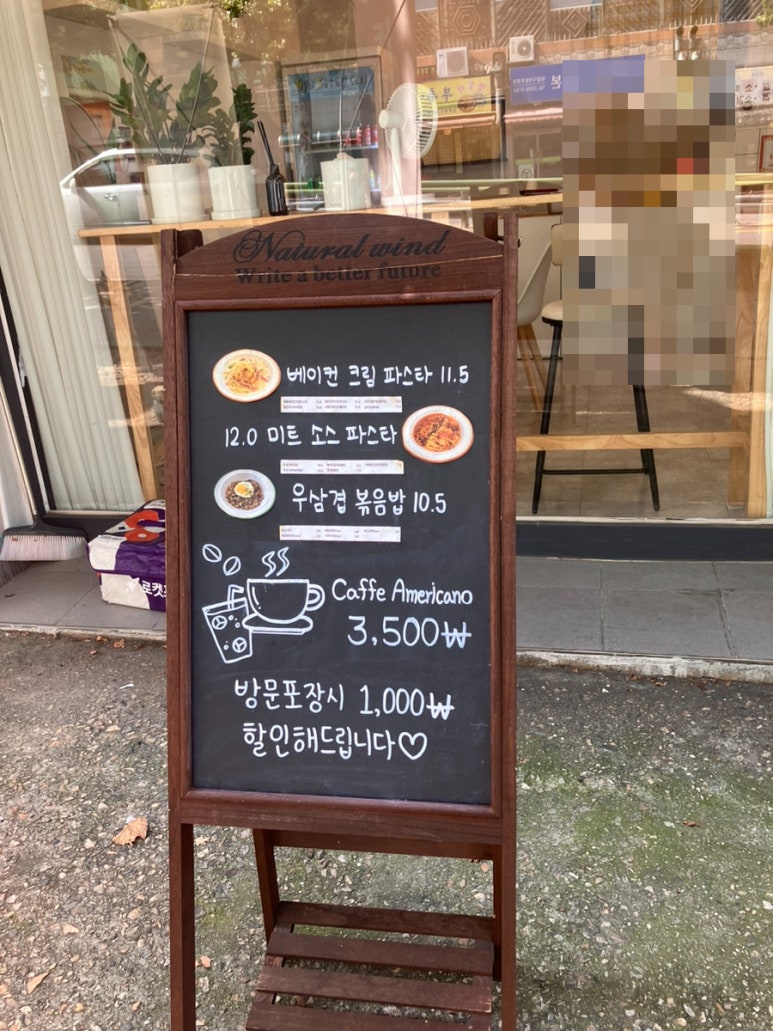 Natural wind
Write a better future
베이컨 크림 파스타 11.5
12.0 미트 소스 파스타
우삼겹 볶음밥 10.5
Caffe Americano
3,500₩
방문포장시 1,000₩
할인해드립니다♡
로켓